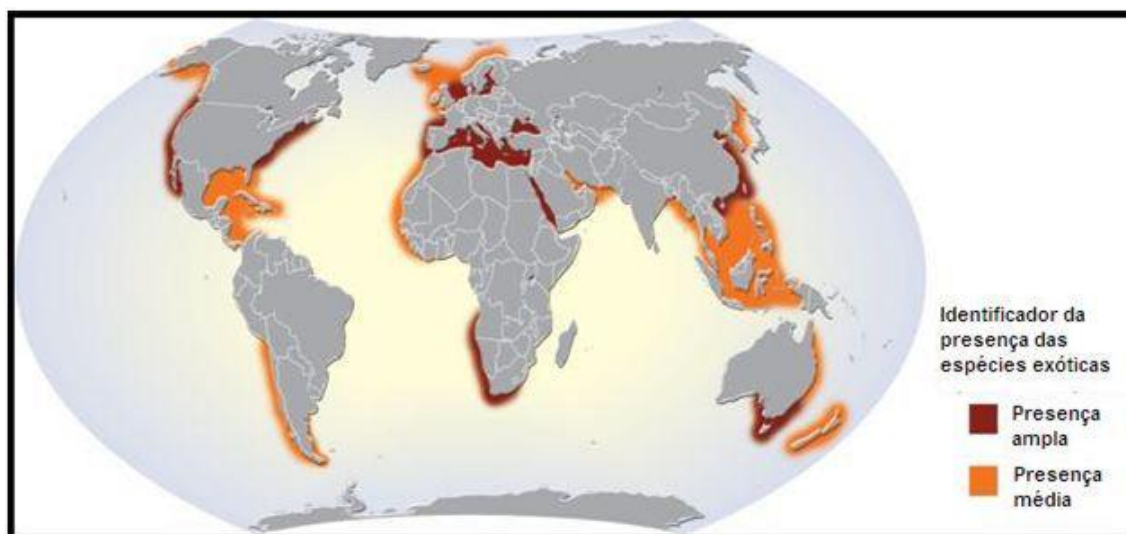 Identificador da
presença das
espécies exóticas
Presença
ampla
Presença
média